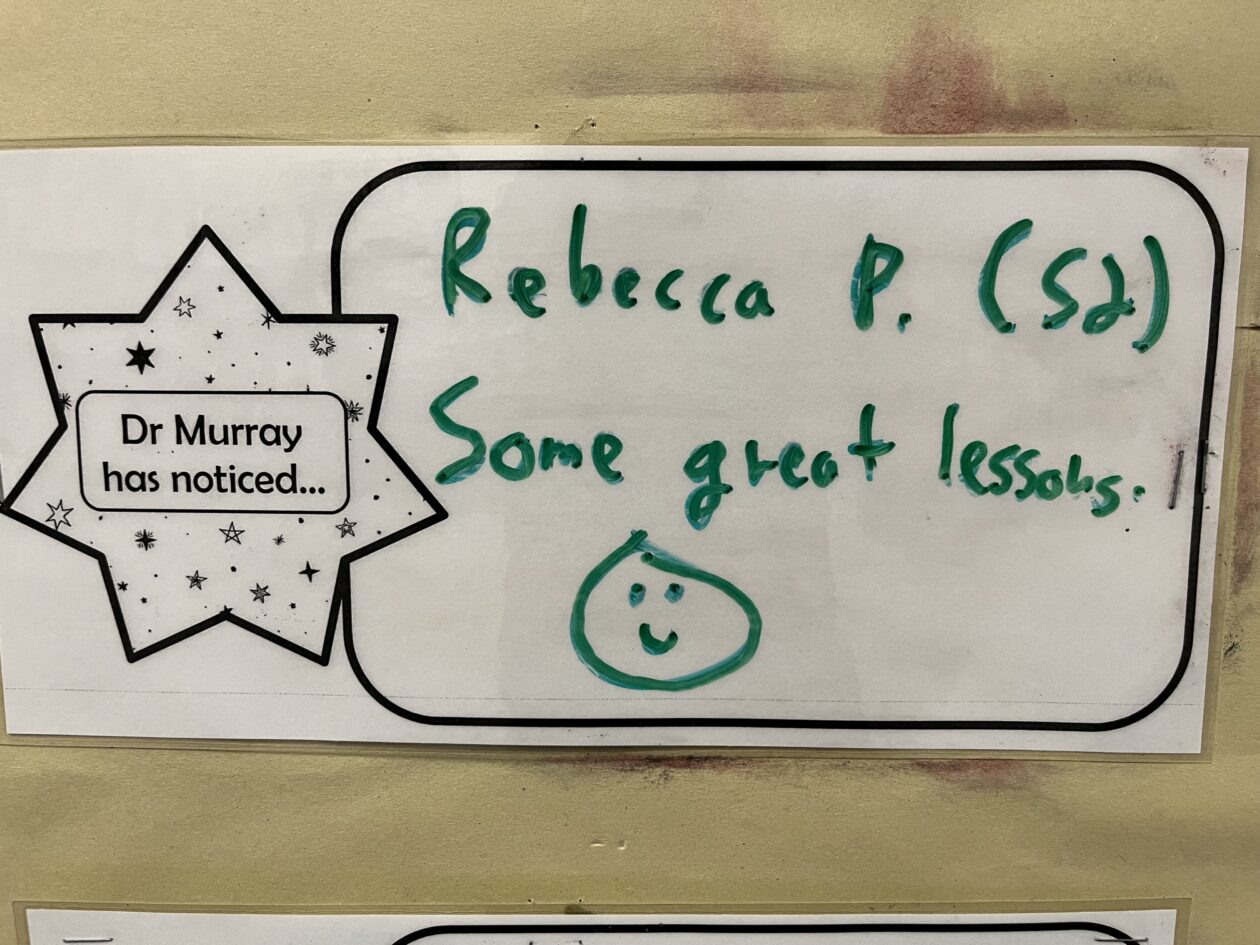 Dr Murray
has noticed...
Rebecca P. (S2)
Some great lessons.